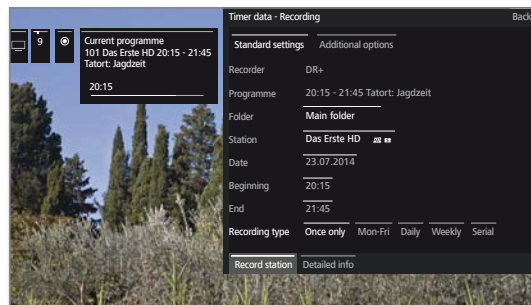 Timer data - Recording
Back
9
Current programme
101 Das Erste HD 20:15 - 21:45
Tatort: Jagdzeit
20:15
Standard settings Additional options
Recorder DR+
Programme 20:15 - 21:45 Tatort: Jagdzeit
Folder Main folder
Station Das Erste HD
Date 23.07.2014
Beginning 20:15
End 21:45
Recording type Once only Mon-Fri Daily Weekly Serial
Record station Detailed info